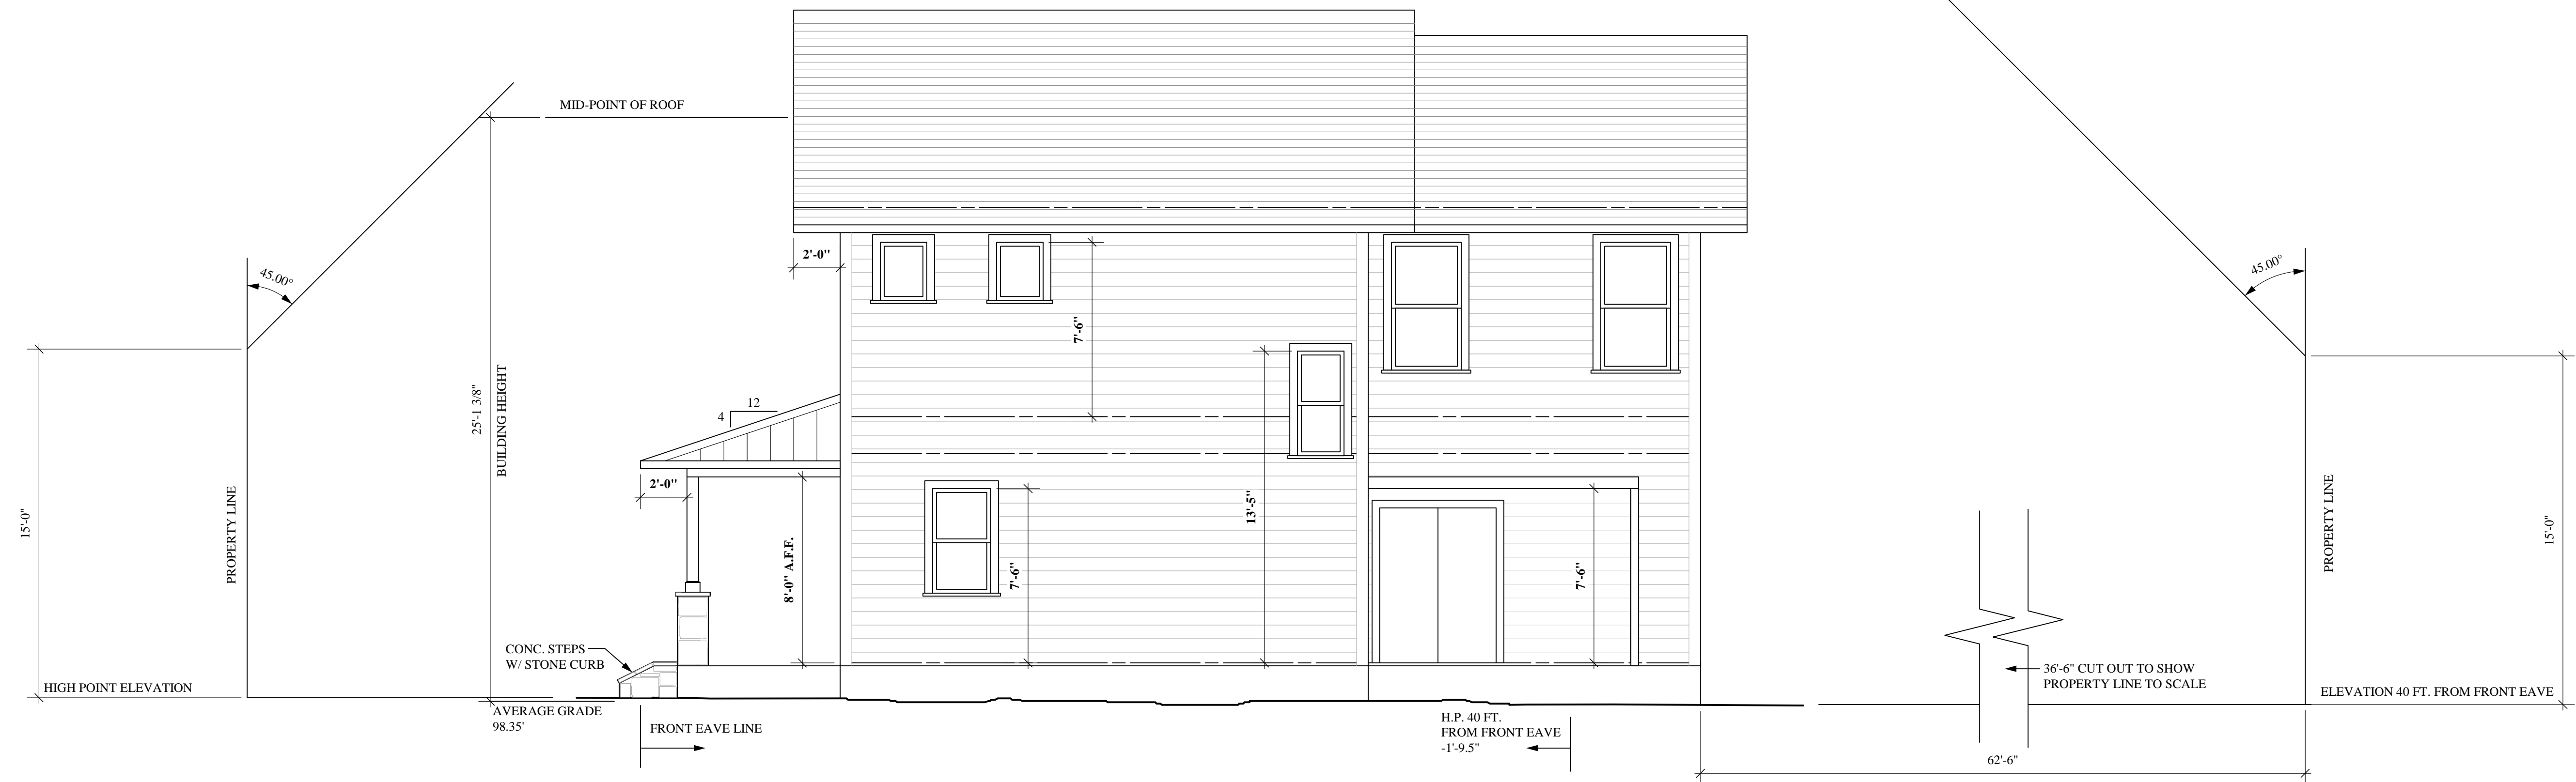 MID-POINT OF ROOF
45.00°
45.00°
2'-0"
7'-6"
25'-1 3/8"
BUILDING HEIGHT
12
4
2'-0"
13'-5"
15'-0"
PROPERTY LINE
8'-0" A.F.F.
7'-6"
7'-6"
PROPERTY LINE
15'-0"
CONC. STEPS
W/ STONE CURB
HIGH POINT ELEVATION
36'-6" CUT OUT TO SHOW
PROPERTY LINE TO SCALE
ELEVATION 40 FT. FROM FRONT EAVE
AVERAGE GRADE
98.35'
FRONT EAVE LINE
H.P. 40 FT.
FROM FRONT EAVE
-1'-9.5"
62'-6"